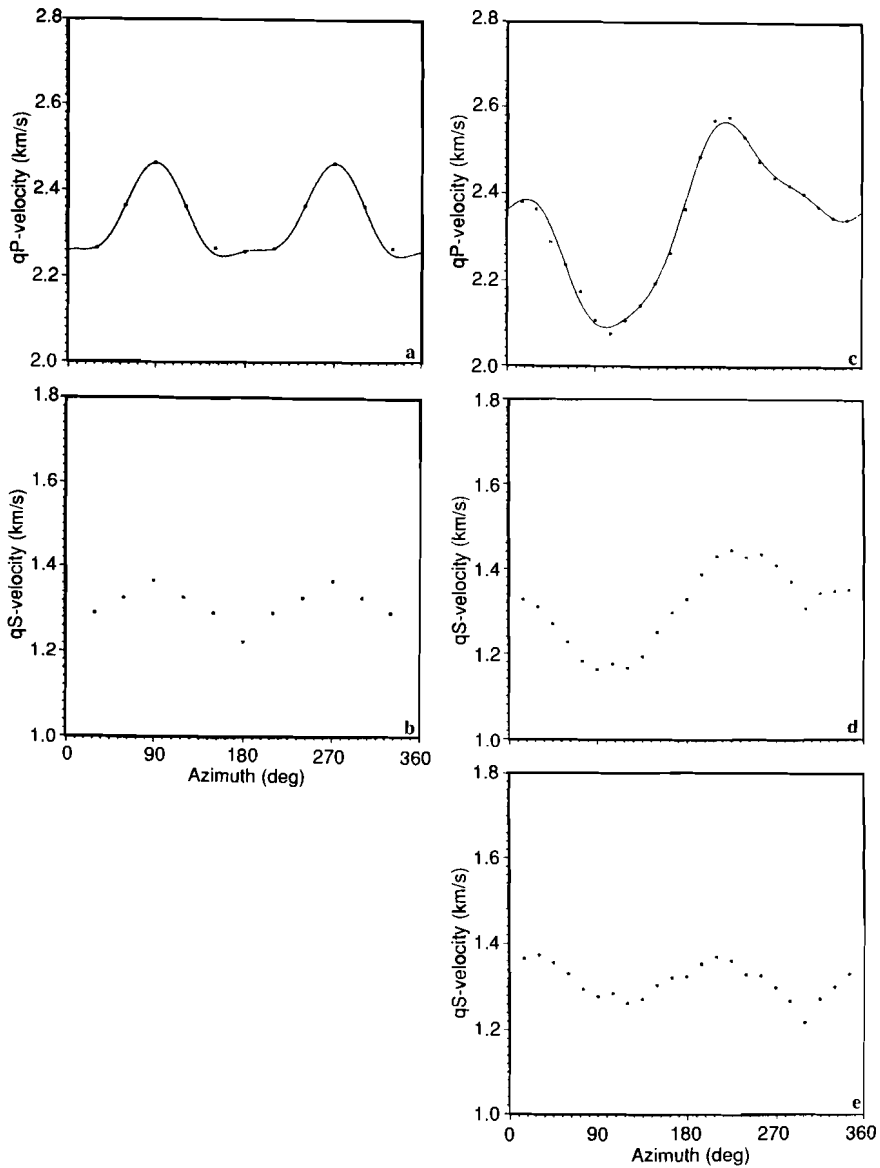 2.8
2.6
2.4
2.2
2.0
qP-velocity (km/s)
a
1.8
1.6
1.4
1.2
1.0
qS-velocity (km/s)
b
0 90 180 270 360
Azimuth (deg)
2.8
2.6
2.4
2.2
2.0
qP-velocity (km/s)
c
1.8
1.6
1.4
1.2
1.0
qS-velocity (km/s)
d
1.8
1.6
1.4
1.2
1.0
qS-velocity (km/s)
e
0 90 180 270 360
Azimuth (deg)